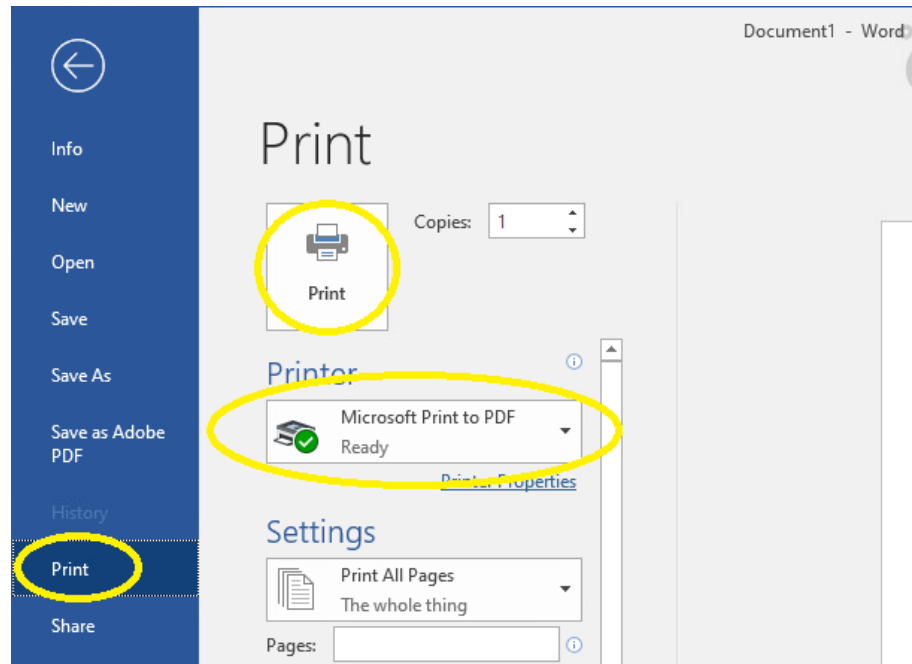 Document1 - Word
Info
New
Open
Save
Save As
Save as Adobe
PDF
History
Print
Share
Print
Copies: 1
Print
Printer
Microsoft Print to PDF
Ready
Printer Properties
Settings
Print All Pages
The whole thing
Pages: